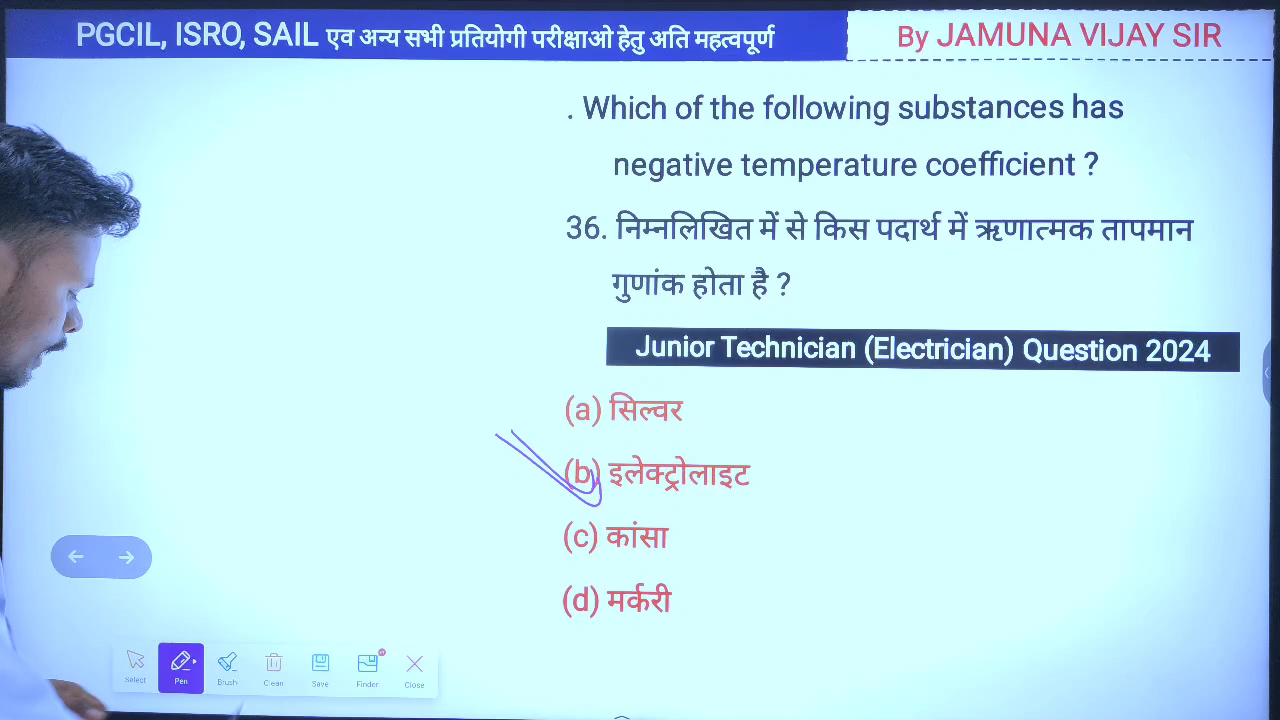 PGCIL, ISRO, SAIL एव अन्य सभी प्रतियोगी परीक्षाओ हेतु अति महत्वपूर्ण
By JAMUNA VIJAY SIR
. Which of the following substances has
negative temperature coefficient ?
36. निम्नलिखित में से किस पदार्थ में ऋणात्मक तापमान
गुणांक होता है ?
Junior Technician (Electrician) Question 2024
(a) सिल्वर
(b) इलेक्ट्रोलाइट
(c) कांसा
(d) मर्करी
Select Pen Brush Clean Save Finder Close